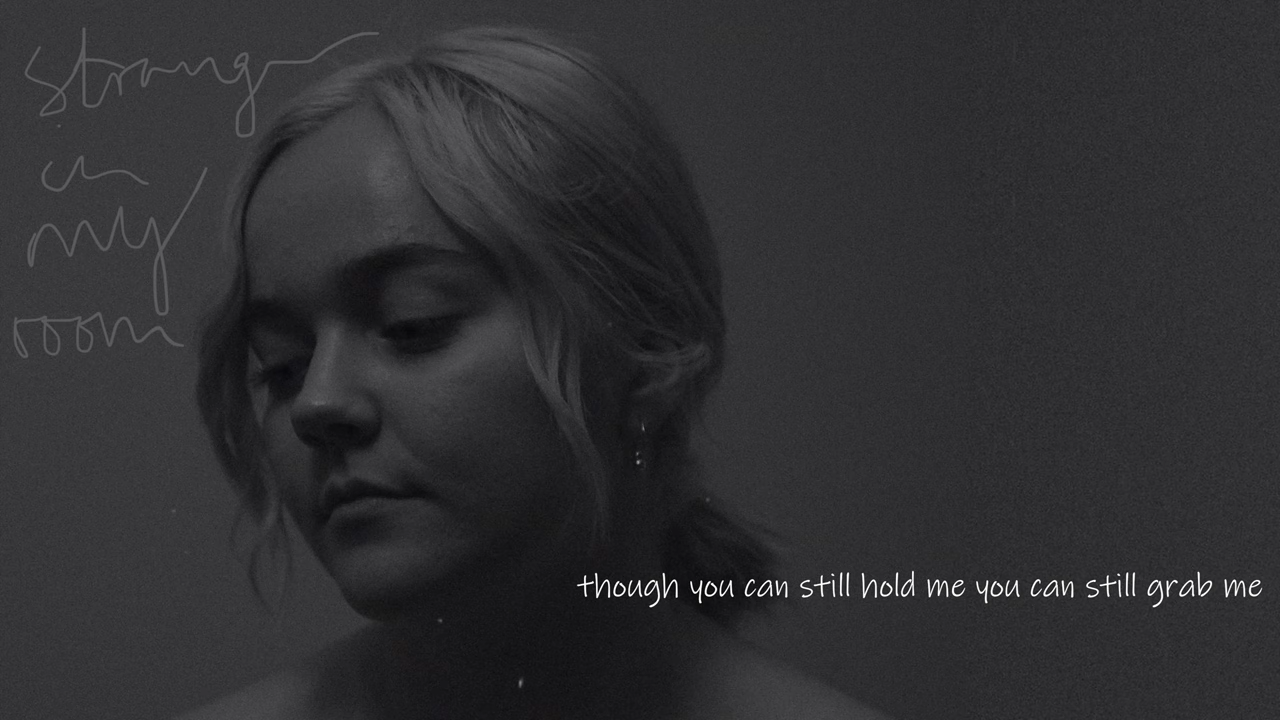 stranger
in
my
room
though you can still hold me you can still grab me